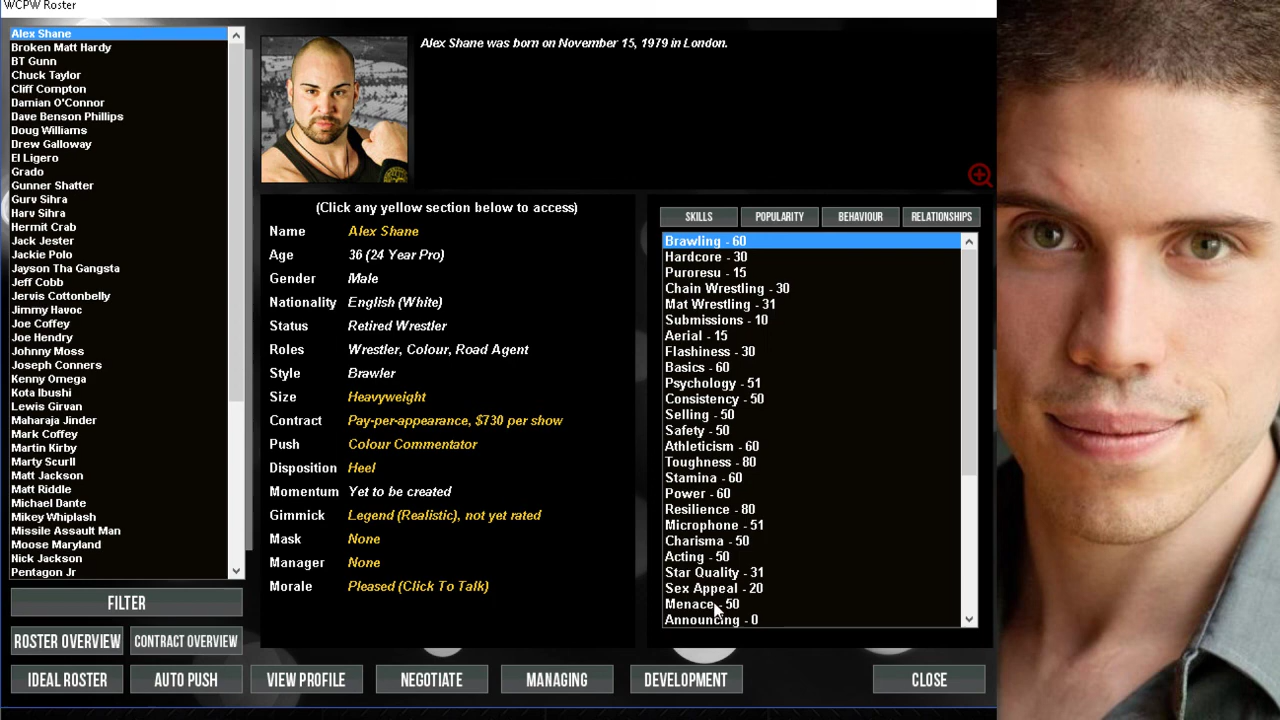 WCPW Roster
Alex Shane
Broken Matt Hardy
BT Gunn
Chuck Taylor
Cliff Compton
Damian O'Connor
Dave Benson Phillips
Doug Williams
Drew Galloway
El Ligero
Grado
Gunner Shatter
Gurv Sihra
Harv Sihra
Hermit Crab
Jack Jester
Jackie Polo
Jayson Tha Gangsta
Jeff Cobb
Jervis Cottonbelly
Jimmy Havoc
Joe Coffey
Joe Hendry
Johnny Moss
Joseph Conners
Kenny Omega
Kota Ibushi
Lewis Girvan
Maharaja Jinder
Mark Coffey
Martin Kirby
Marty Scurll
Matt Jackson
Matt Riddle
Michael Dante
Mikey Whiplash
Missile Assault Man
Moose Maryland
Nick Jackson
Pentagon Jr
FILTER
ROSTER OVERVIEW
CONTRACT OVERVIEW
Alex Shane was born on November 15, 1979 in London.
(Click any yellow section below to access)
Name Alex Shane
Age 36 (24 Year Pro)
Gender Male
Nationality English (White)
Status Retired Wrestler
Roles Wrestler, Colour, Road Agent
Style Brawler
Size Heavyweight
Contract Pay-per-appearance, $730 per show
Push Colour Commentator
Disposition Heel
Momentum Yet to be created
Gimmick Legend (Realistic), not yet rated
Mask None
Manager None
Morale Pleased (Click To Talk)
SKILLS POPULARITY BEHAVIOUR RELATIONSHIPS
Brawling - 60
Hardcore - 30
Puroresu - 15
Chain Wrestling - 30
Mat Wrestling - 31
Submissions - 10
Aerial - 15
Flashiness - 30
Basics - 60
Psychology - 51
Consistency - 50
Selling - 50
Safety - 50
Athleticism - 60
Toughness - 80
Stamina - 60
Power - 60
Resilience - 80
Microphone - 51
Charisma - 50
Acting - 50
Star Quality - 31
Sex Appeal - 20
Menace - 50
Announcing - 0
IDEAL ROSTER AUTO PUSH VIEW PROFILE NEGOTIATE MANAGING DEVELOPMENT CLOSE